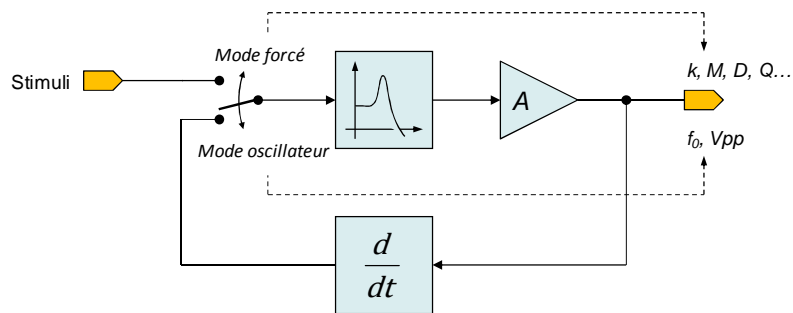 Mode forcé
Stimuli
k, M, D, Q…
A
f0, Vpp
Mode oscillateur
d
dt